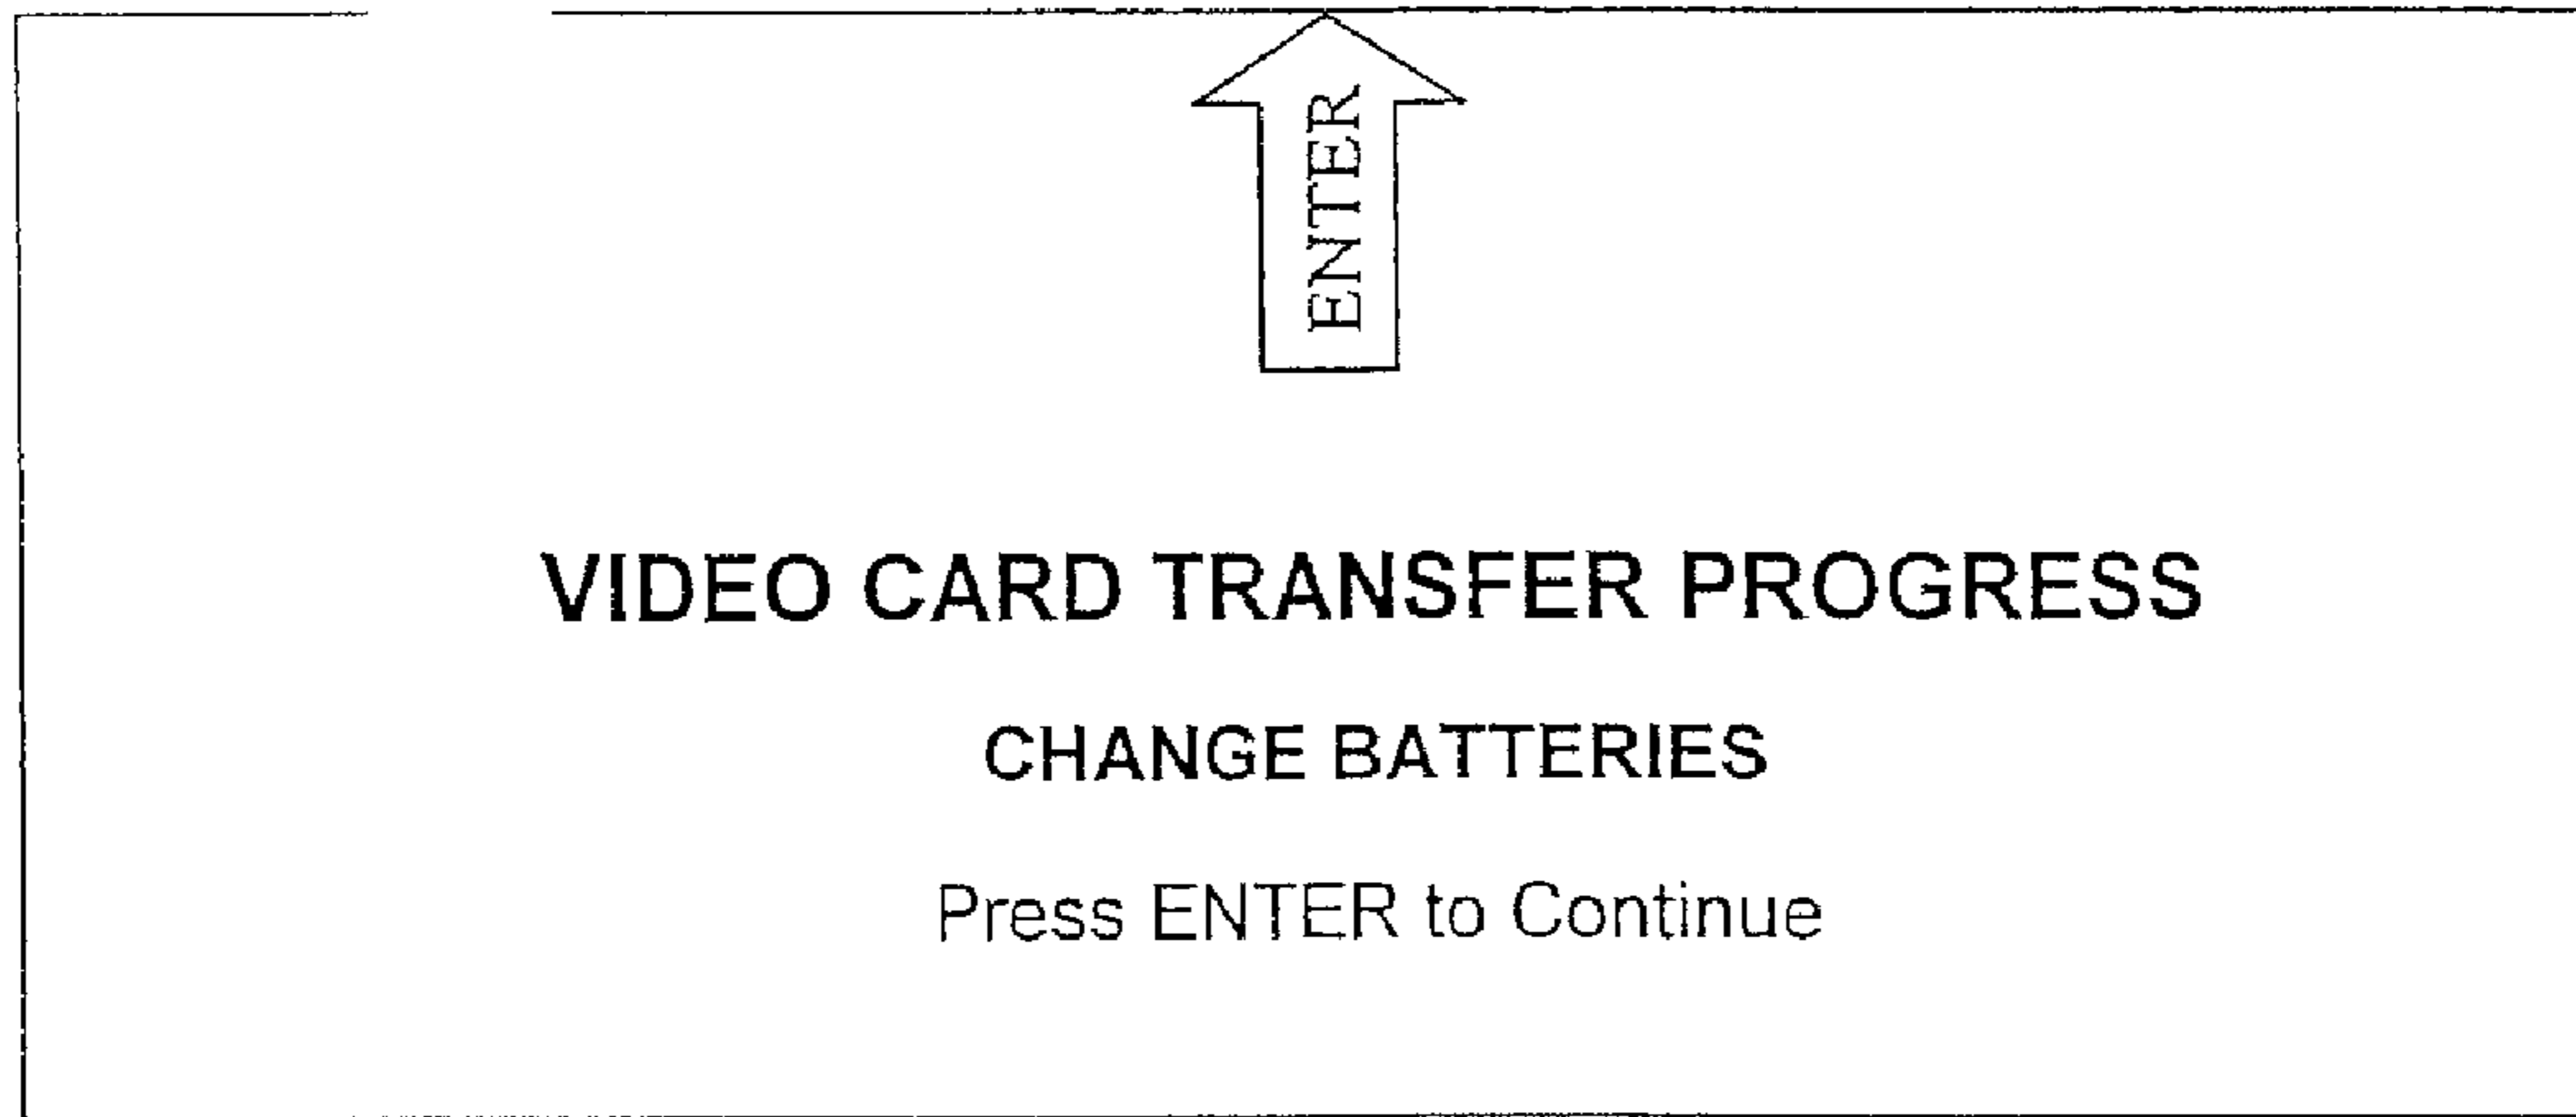 ENTER
VIDEO CARD TRANSFER PROGRESS
CHANGE BATTERIES
Press ENTER to Continue